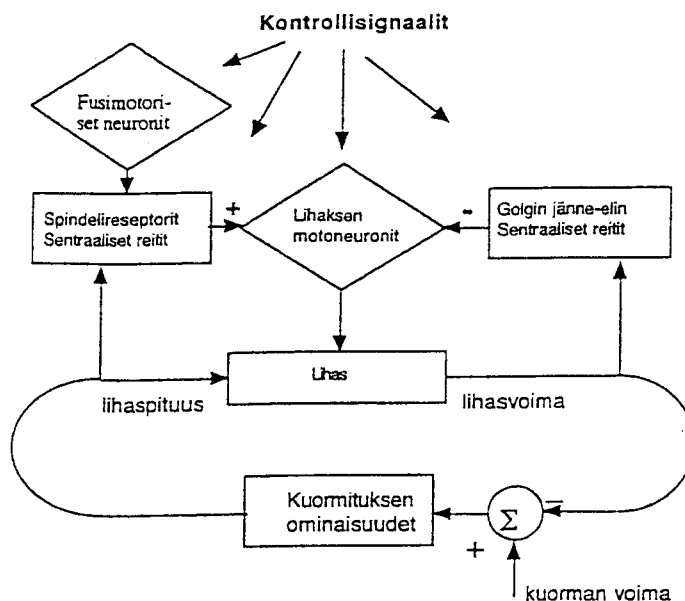 Kontrollisignaalit
Fusimotori-
set neuronit
Spindelireseptorit
Sentraaliset reitit
+
Lihaksen
motoneuronit
-
Golgin jänne-elin
Sentraaliset reitit
Lihas
lihaspituus
lihasvoima
Kuormituksen
ominaisuudet
Σ
−
+
kuorman voima